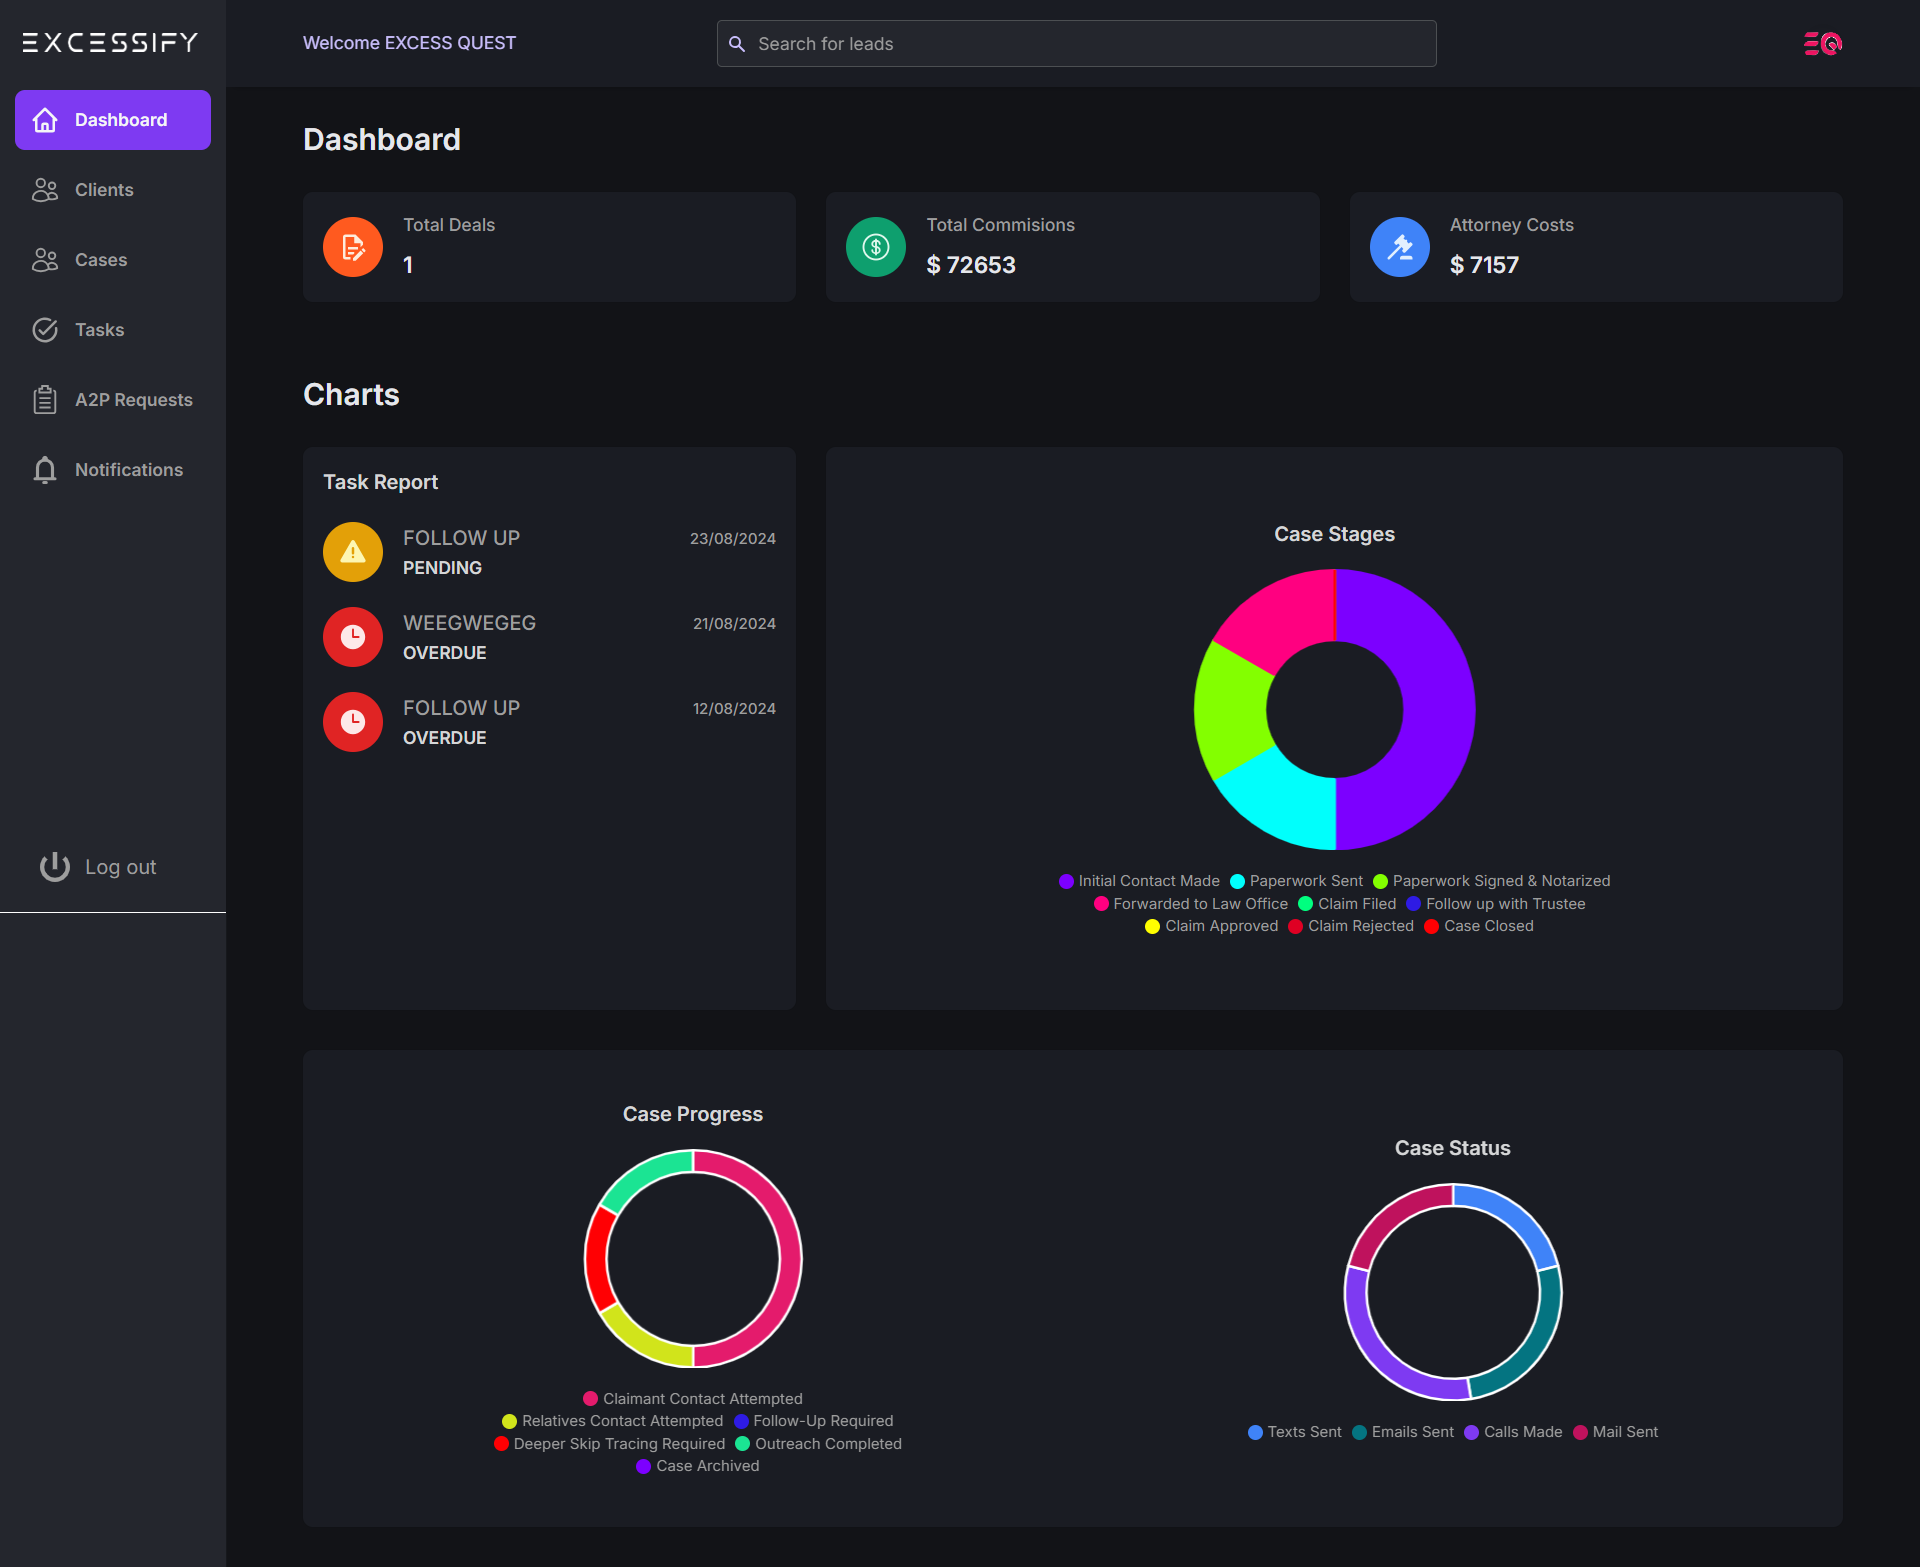 EXCESSIFY
Welcome EXCESS QUEST
Search for leads
EQ
Dashboard
Clients
Cases
Tasks
A2P Requests
Notifications
Log out
Dashboard
Total Deals
1
Total Commisions
$ 72653
Attorney Costs
$ 7157
Charts
Task Report
FOLLOW UP 23/08/2024
PENDING
WEEGWEGEG 21/08/2024
OVERDUE
FOLLOW UP 12/08/2024
OVERDUE
Case Stages
Initial Contact Made Paperwork Sent Paperwork Signed & Notarized
Forwarded to Law Office Claim Filed Follow up with Trustee
Claim Approved Claim Rejected Case Closed
Case Progress
Claimant Contact Attempted
Relatives Contact Attempted Follow-Up Required
Deeper Skip Tracing Required Outreach Completed
Case Archived
Case Status
Texts Sent Emails Sent Calls Made Mail Sent